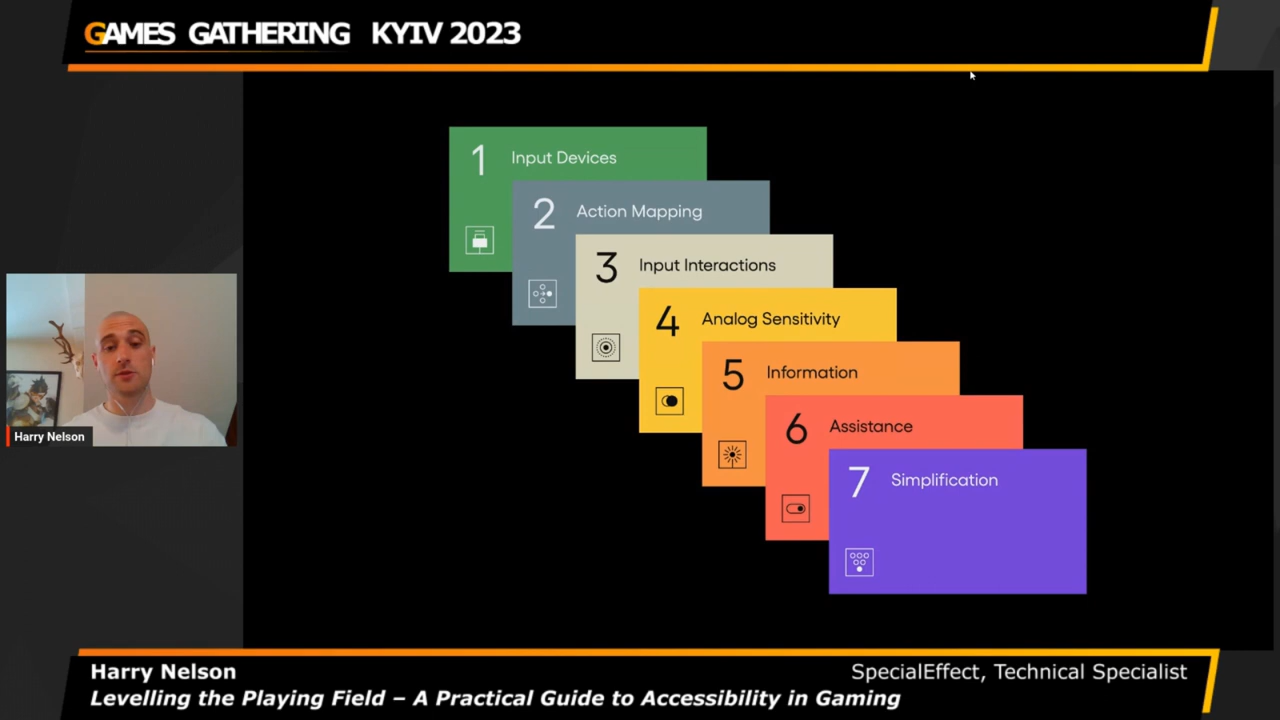 GAMES GATHERING KYIV 2023
1 Input Devices
2 Action Mapping
3 Input Interactions
4 Analog Sensitivity
5 Information
6 Assistance
7 Simplification
Harry Nelson
Harry Nelson
SpecialEffect, Technical Specialist
Levelling the Playing Field – A Practical Guide to Accessibility in Gaming